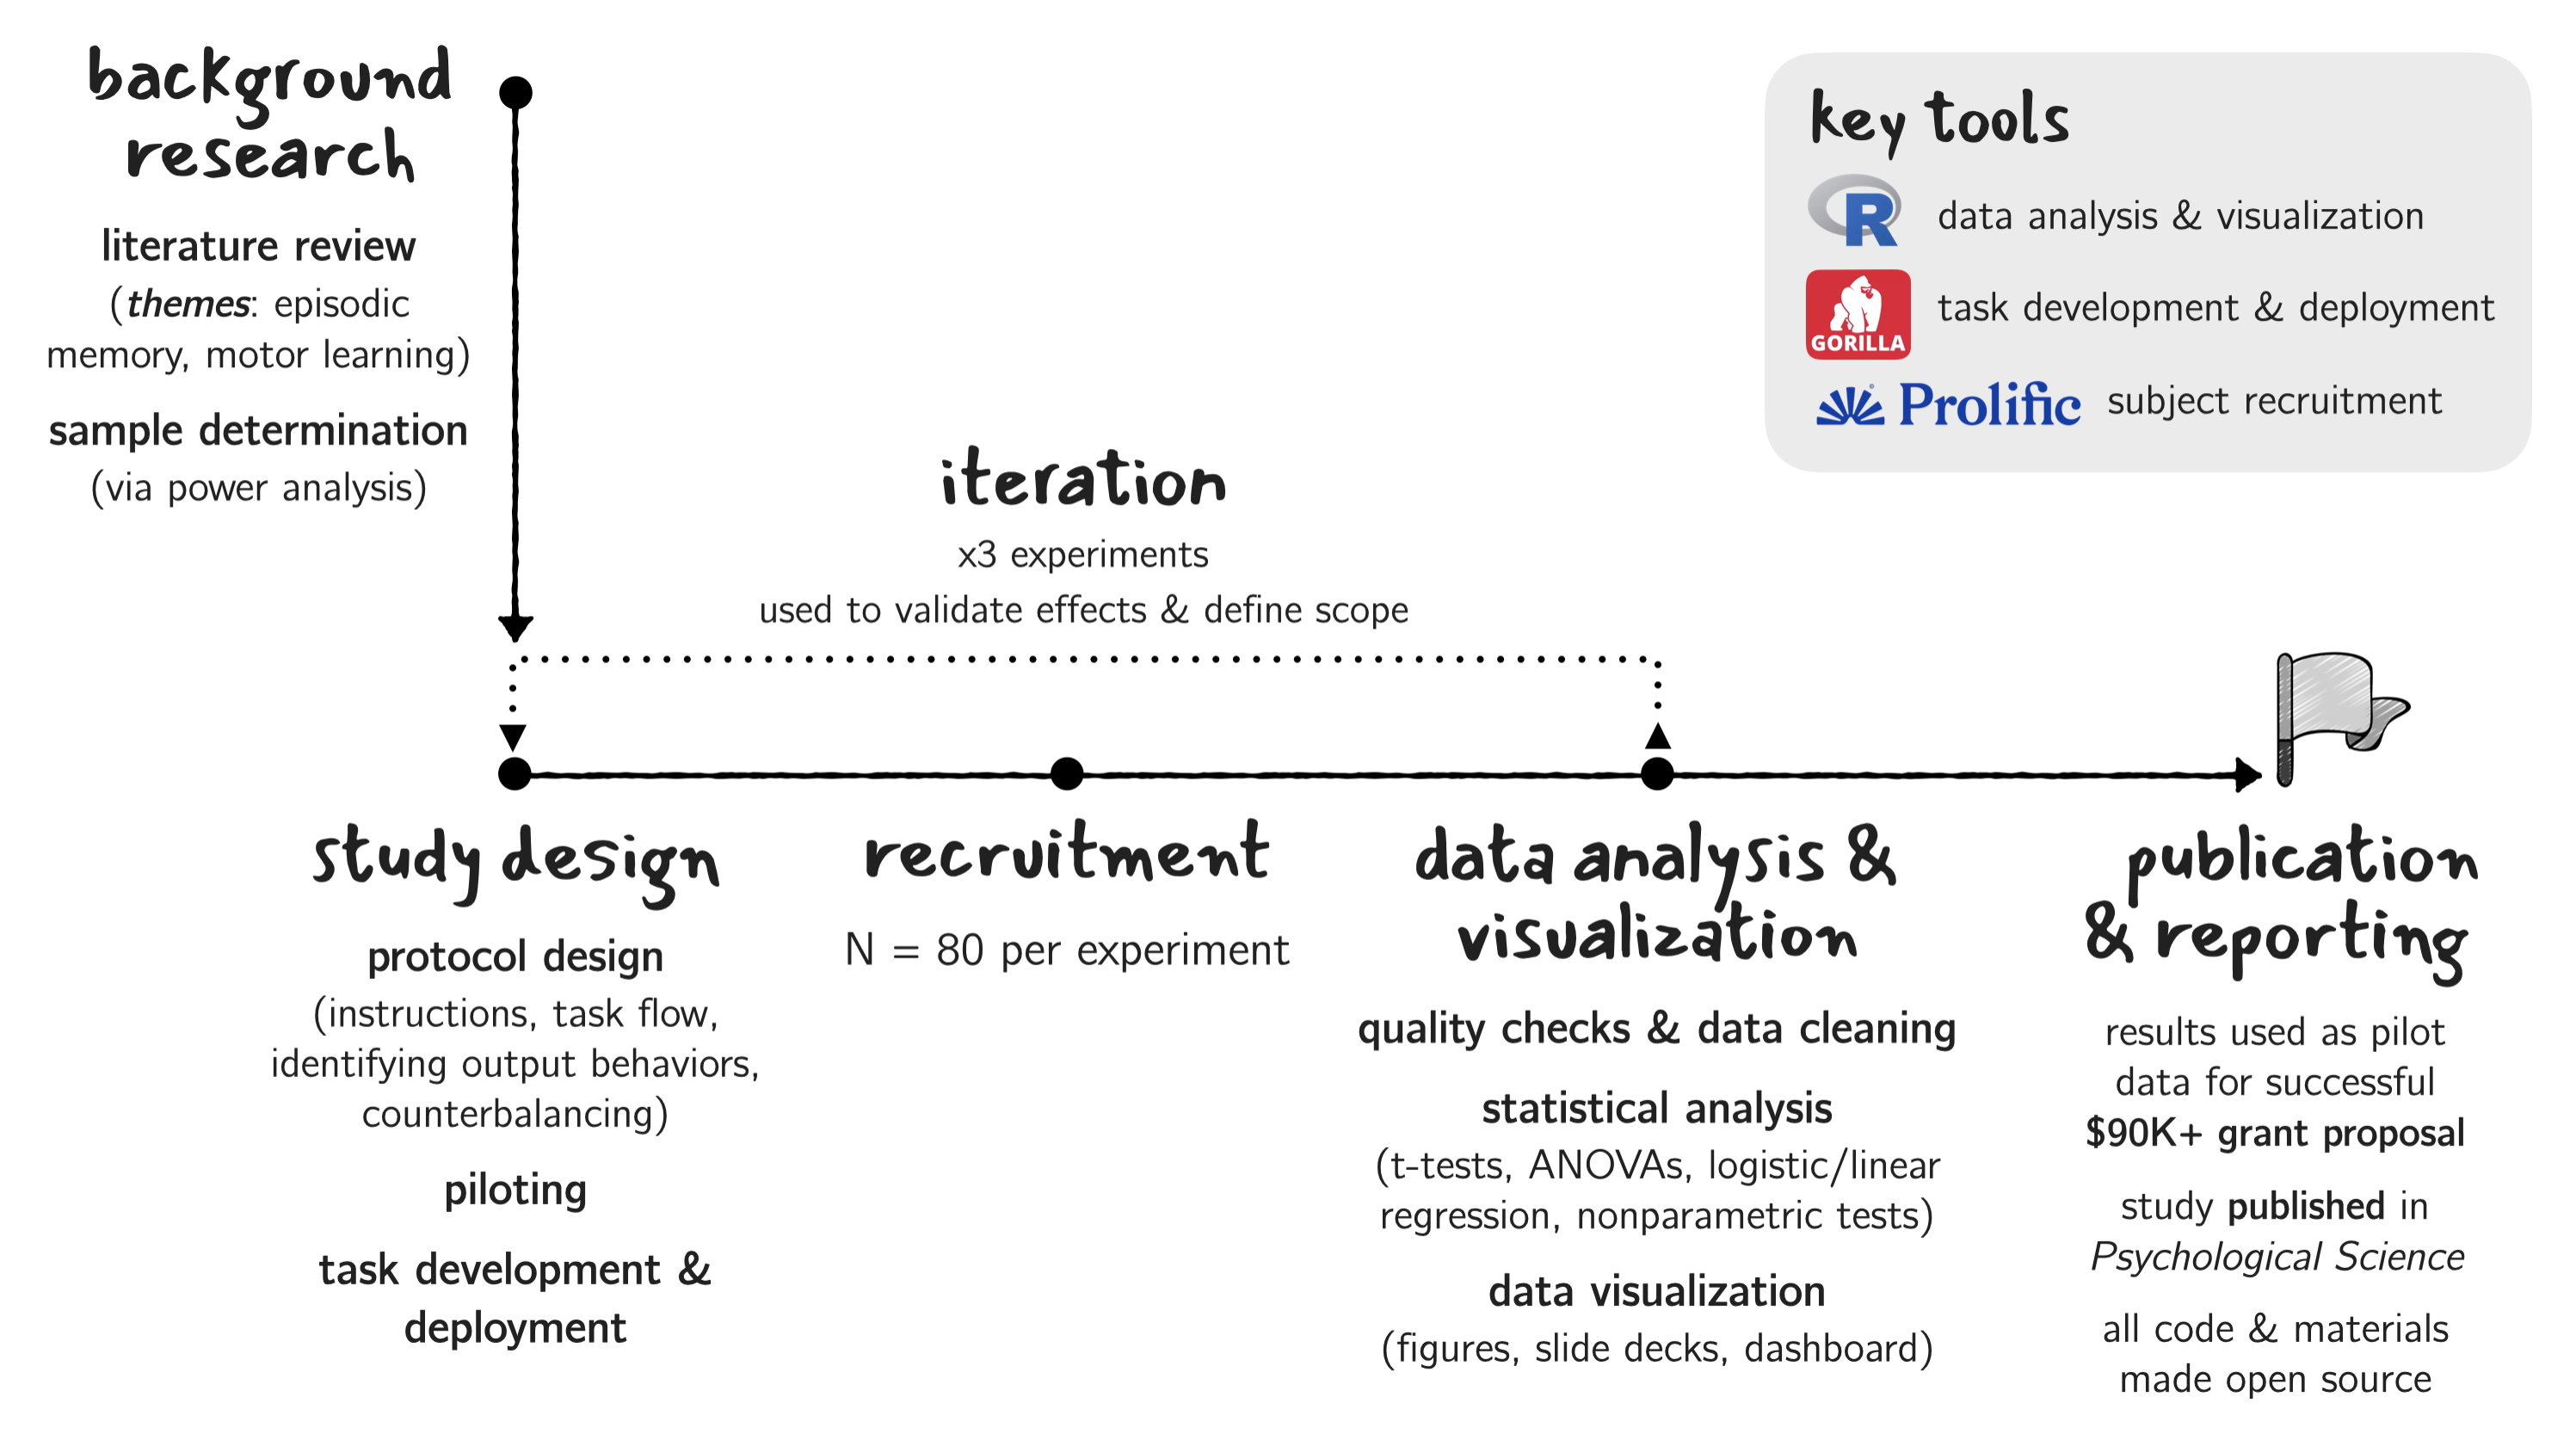 background
research
literature review
(themes: episodic
memory, motor learning)
sample determination
(via power analysis)
key tools
R data analysis & visualization
GORILLA task development & deployment
Prolific subject recruitment
iteration
x3 experiments
used to validate effects & define scope
study design
protocol design
(instructions, task flow,
identifying output behaviors,
counterbalancing)
piloting
task development &
deployment
recruitment
N = 80 per experiment
data analysis &
visualization
quality checks & data cleaning
statistical analysis
(t-tests, ANOVAs, logistic/linear
regression, nonparametric tests)
data visualization
(figures, slide decks, dashboard)
publication
& reporting
results used as pilot
data for successful
$90K+ grant proposal
study published in
Psychological Science
all code & materials
made open source